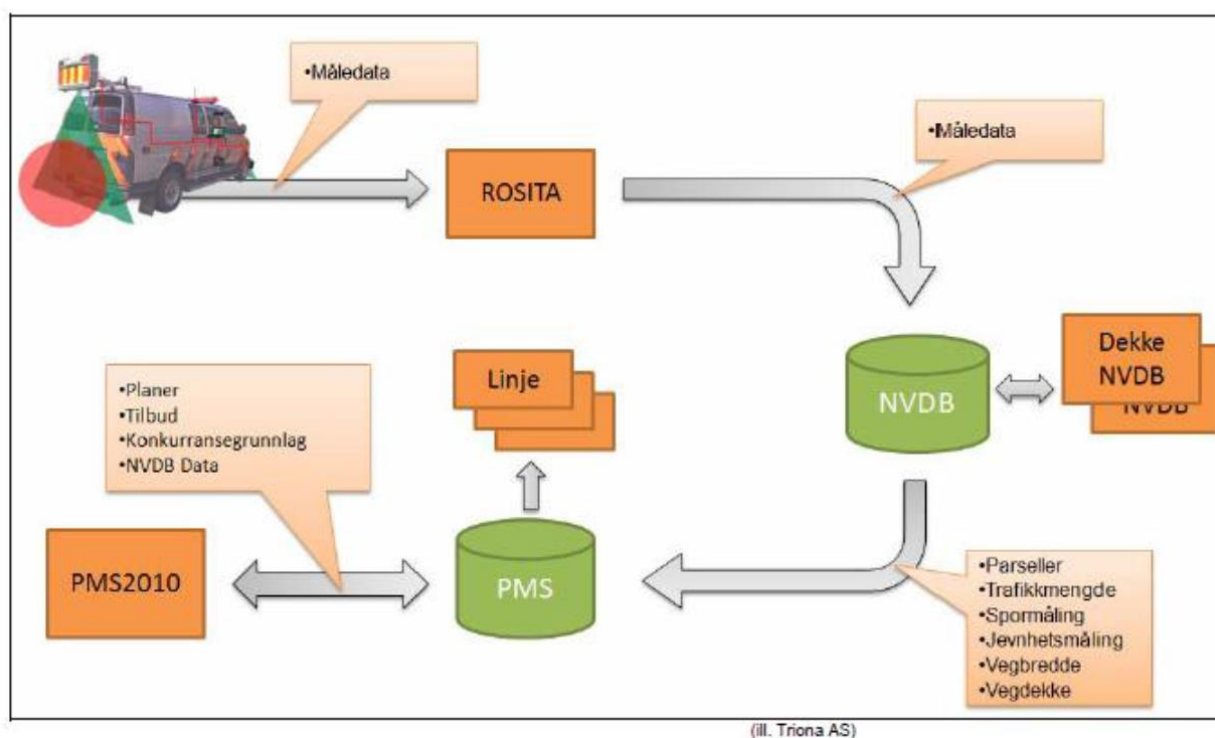 •Måledata
•Måledata
ROSITA
Dekke
NVDB
NVDB
NVDB
Linje
•Planer
•Tilbud
•Konkurransegrunnlag
•NVDB Data
PMS2010
PMS
•Parseller
•Trafikkmengde
•Spormåling
•Jevnhetsmåling
•Vegbredde
•Vegdekke
(ill. Triona AS)